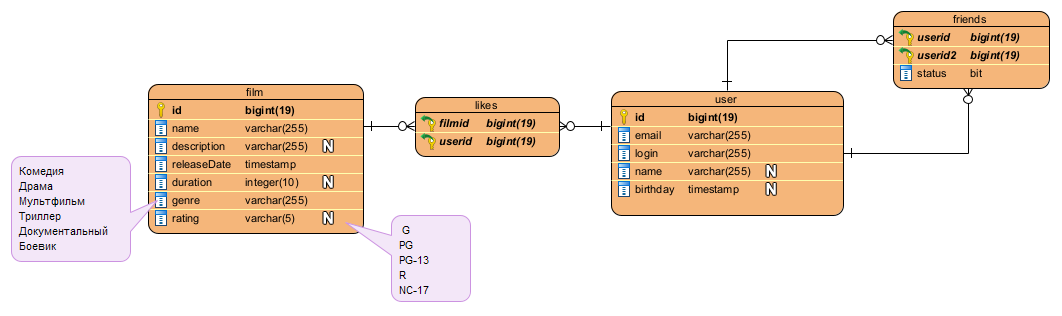 friends
userid bigint(19)
userid2 bigint(19)
status bit
film
id bigint(19)
name varchar(255)
description varchar(255) N
releaseDate timestamp
duration integer(10) N
genre varchar(255)
rating varchar(5) N
likes
filmid bigint(19)
userid bigint(19)
user
id bigint(19)
email varchar(255)
login varchar(255)
name varchar(255) N
birthday timestamp N
Комедия
Драма
Мультфильм
Триллер
Документальный
Боевик
G
PG
PG-13
R
NC-17